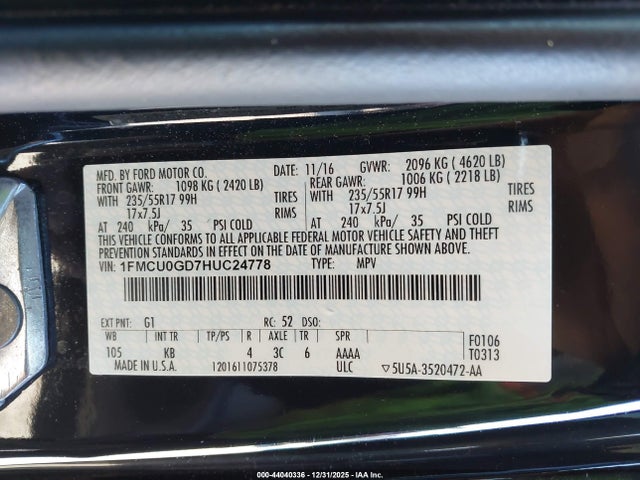 MFD. BY FORD MOTOR CO.
DATE: 11/16 GVWR: 2096 KG ( 4620 LB)
FRONT GAWR: 1098 KG ( 2420 LB)
REAR GAWR: 1006 KG ( 2218 LB)
WITH 235/55R17 99H TIRES
WITH 235/55R17 99H TIRES
17x7.5J RIMS
17x7.5J RIMS
AT 240 kPa/ 35 PSI COLD
AT 240 kPa/ 35 PSI COLD
THIS VEHICLE CONFORMS TO ALL APPLICABLE FEDERAL MOTOR VEHICLE SAFETY AND THEFT
PREVENTION STANDARDS IN EFFECT ON THE DATE OF MANUFACTURE SHOWN ABOVE.
VIN: 1FMCU0GD7HUC24778 TYPE: MPV
EXT PNT: G1 RC: 52 DSO:
WB INT TR TP/PS R AXLE TR SPR F0106
105 KB 4 3C 6 AAAA T0313
MADE IN U.S.A. 1201611075378 ULC ▽5U5A-3520472-AA
000-44040336 - 12/31/2025 - IAA Inc.